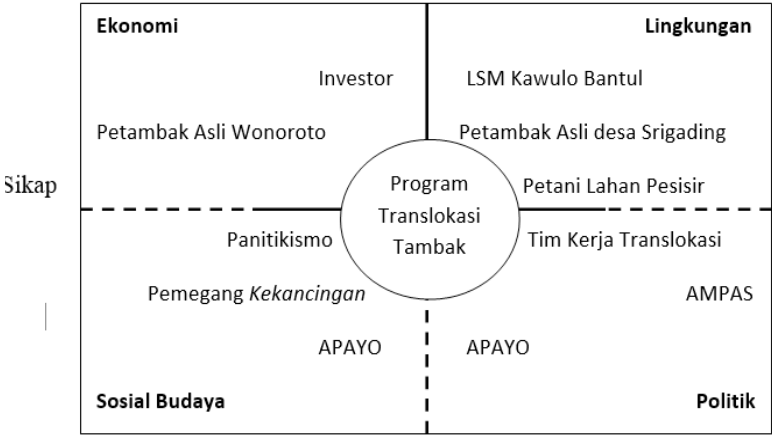 Ekonomi
Lingkungan
Investor
LSM Kawulo Bantul
Petambak Asli Wonoroto
Petambak Asli desa Srigading
Sikap
Program
Translokasi
Tambak
Petani Lahan Pesisir
Panitikismo
Tim Kerja Translokasi
Pemegang Kekancingan
AMPAS
APAYO
APAYO
Sosial Budaya
Politik